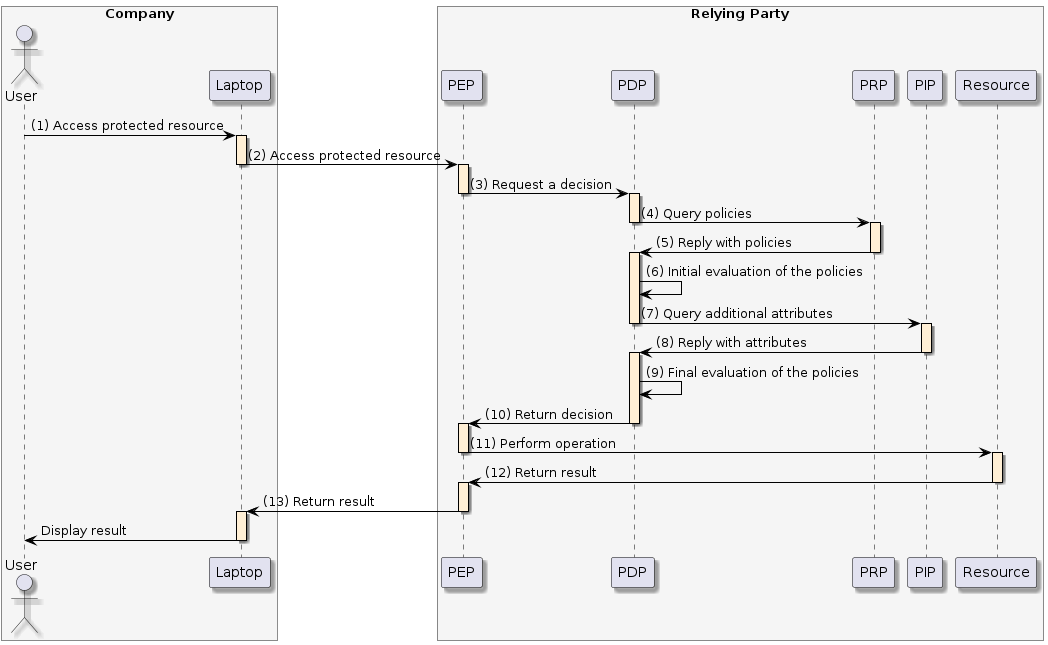 Company
Relying Party
User
Laptop
PEP
PDP
PRP
PIP
Resource
(1) Access protected resource
(2) Access protected resource
(3) Request a decision
(4) Query policies
(5) Reply with policies
(6) Initial evaluation of the policies
(7) Query additional attributes
(8) Reply with attributes
(9) Final evaluation of the policies
(10) Return decision
(11) Perform operation
(12) Return result
(13) Return result
Display result
User
Laptop
PEP
PDP
PRP
PIP
Resource